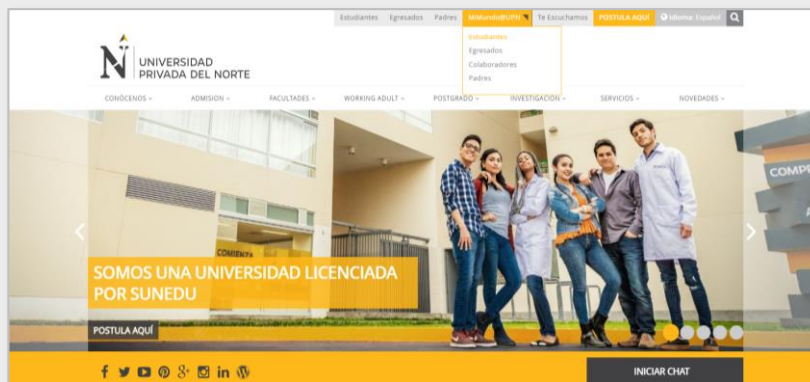 Estudiantes Egresados Padres MiMundo@UPN Te Escuchamos POSTULA AQUÍ Idioma: Español
Estudiantes
Egresados
Colaboradores
Padres
N UNIVERSIDAD
PRIVADA DEL NORTE
CONÓCENOS ADMISION FACULTADES WORKING ADULT POSTGRADO INVESTIGACIÓN SERVICIOS NOVEDADES
COMIENZA
SOMOS UNA UNIVERSIDAD LICENCIADA
POR SUNEDU
POSTULA AQUÍ
INICIAR CHAT